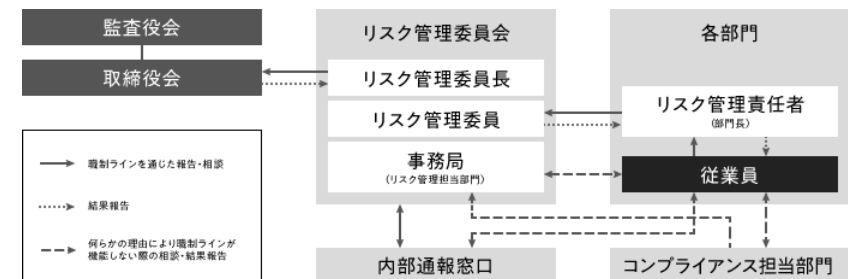 監査役会
取締役会
リスク管理委員会
リスク管理委員長
リスク管理委員
事務局
(リスク管理担当部門)
各部門
リスク管理責任者
(部門長)
従業員
職制ラインを通じた報告・相談
結果報告
何らかの理由により職制ラインが
機能しない際の相談・結果報告
内部通報窓口
コンプライアンス担当部門